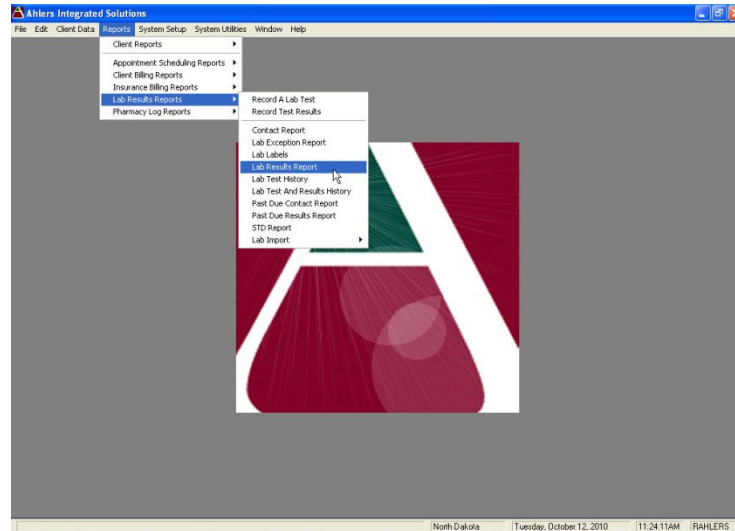 Ahlers Integrated Solutions
File Edit Client Data Reports System Setup System Utilities Window Help
Client Reports
Appointment Scheduling Reports
Client Billing Reports
Insurance Billing Reports
Lab Results Reports
Pharmacy Log Reports
Record A Lab Test
Record Test Results
Contact Report
Lab Exception Report
Lab Labels
Lab Results Report
Lab Test History
Lab Test And Results History
Past Due Contact Report
Past Due Results Report
STD Report
Lab Import
North Dakota Tuesday, October 12, 2010 11:24:11AM RAHLERS